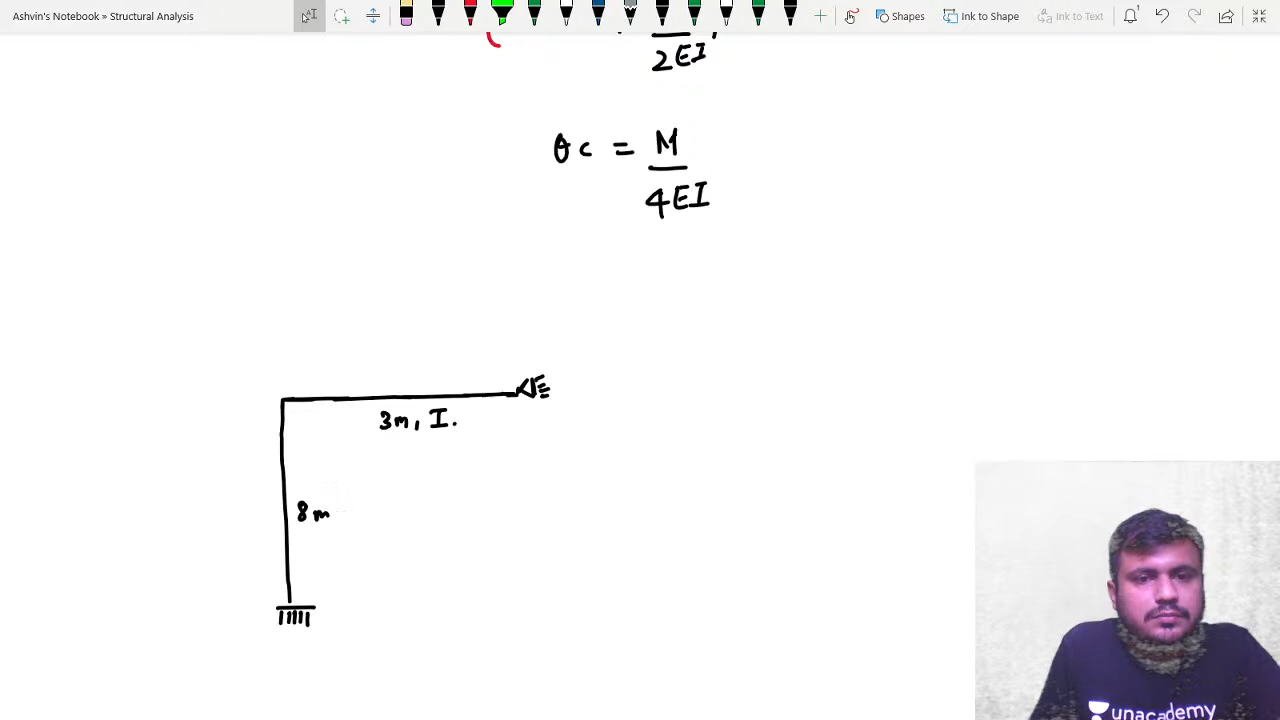 Ashvin's Notebook » Structural Analysis
Shapes
Ink to Shape
Ink to Text
2EI
θc = M
4EI
3m, I.
8m
unacademy